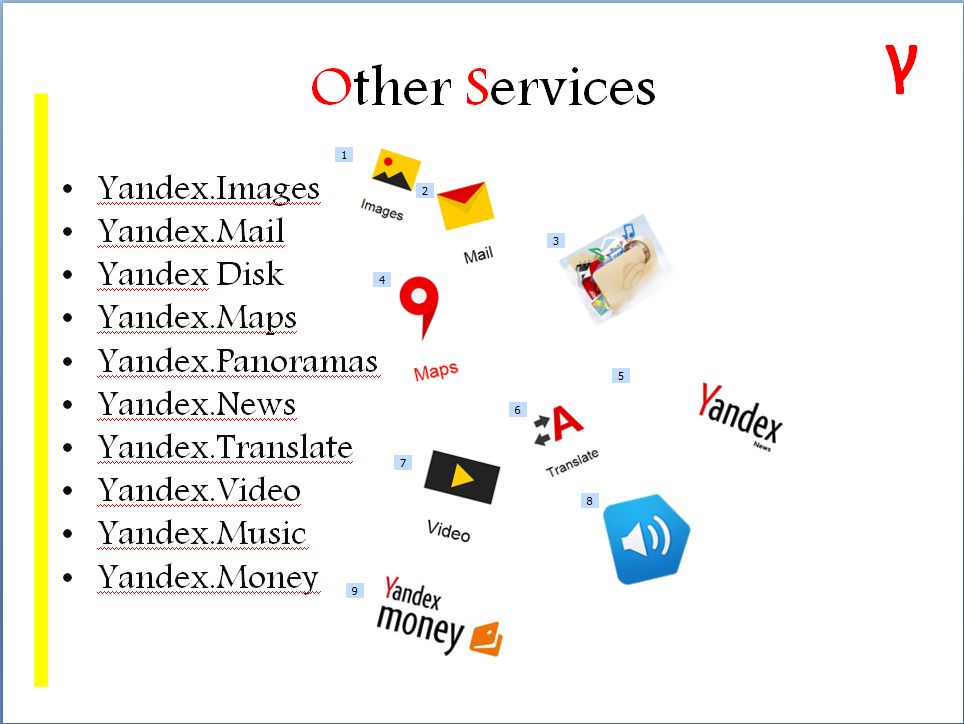 Y
Other Services
• Yandex.Images
• Yandex.Mail
• Yandex Disk
• Yandex.Maps
• Yandex.Panoramas
• Yandex.News
• Yandex.Translate
• Yandex.Video
• Yandex.Music
• Yandex.Money
1
Images
2
Mail
3
4
Maps
5
Yandex
News
6
A
Translate
7
Video
8
9
Yandex
money